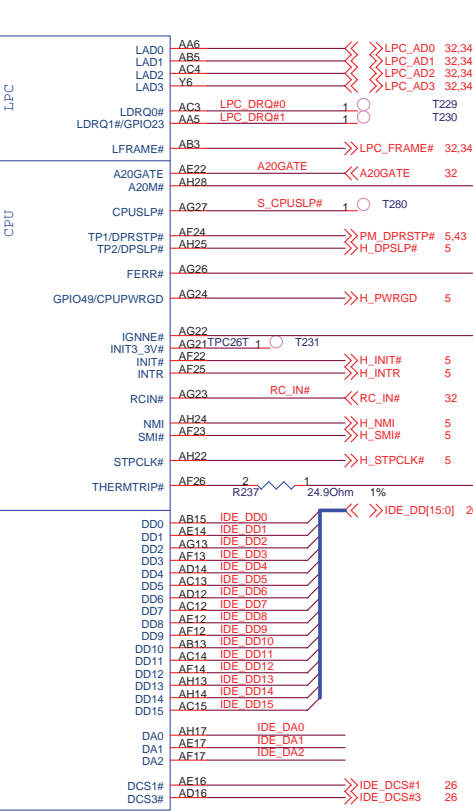 LPC
LAD0 AA6 LPC_AD0 32,34
LAD1 AB5 LPC_AD1 32,34
LAD2 AC4 LPC_AD2 32,34
LAD3 Y6 LPC_AD3 32,34
LDRQ0# AC3 LPC_DRQ#0 1 T229
LDRQ1#/GPIO23 AA5 LPC_DRQ#1 1 T230
LFRAME# AB3 LPC_FRAME# 32,34
CPU
A20GATE AE22 A20GATE A20GATE 32
A20M# AH28
CPUSLP# AG27 S_CPUSLP# 1 T280
TP1/DPRSTP# AF24 PM_DPRSTP# 5,43
TP2/DPSLP# AH25 H_DPSLP# 5
FERR# AG26
GPIO49/CPUPWRGD AG24 H_PWRGD 5
IGNNE# AG22
INIT3_3V# AG21 TPC26T 1 T231
INIT# AF22 H_INIT# 5
INTR AF25 H_INTR 5
RCIN# AG23 RC_IN# RC_IN# 32
NMI AH24 H_NMI 5
SMI# AF23 H_SMI# 5
STPCLK# AH22 H_STPCLK# 5
THERMTRIP# AF26 2 1
R237 24.9Ohm 1%
IDE_DD[15:0]
DD0 AB15 IDE_DD0
DD1 AE14 IDE_DD1
DD2 AG13 IDE_DD2
DD3 AF13 IDE_DD3
DD4 AD14 IDE_DD4
DD5 AC13 IDE_DD5
DD6 AD12 IDE_DD6
DD7 AC12 IDE_DD7
DD8 AE12 IDE_DD8
DD9 AF12 IDE_DD9
DD10 AB13 IDE_DD10
DD11 AC14 IDE_DD11
DD12 AF14 IDE_DD12
DD13 AH13 IDE_DD13
DD14 AH14 IDE_DD14
DD15 AC15 IDE_DD15
DA0 AH17 IDE_DA0
DA1 AE17 IDE_DA1
DA2 AF17 IDE_DA2
DCS1# AE16 IDE_DCS#1 26
DCS3# AD16 IDE_DCS#3 26